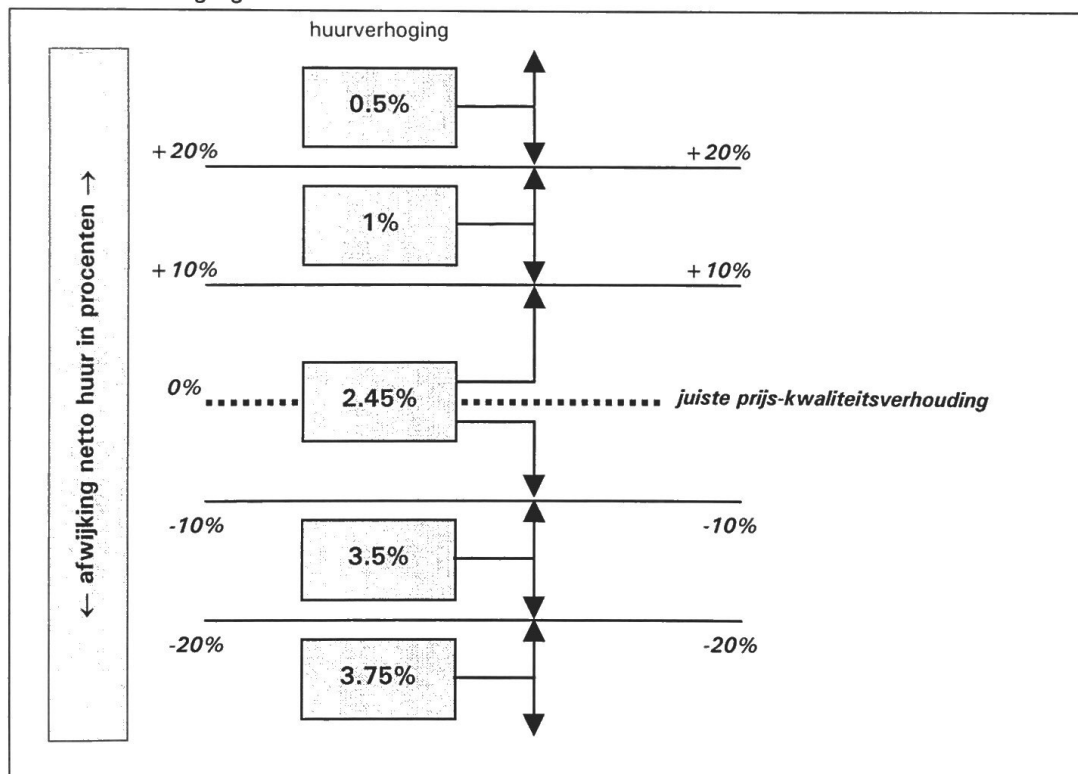 huurverhoging
0.5%
+20% +20%
1%
+10% +10%
0% 2.45% juiste prijs-kwaliteitsverhouding
-10% -10%
3.5%
-20% -20%
3.75%
← afwijking netto huur in procenten →